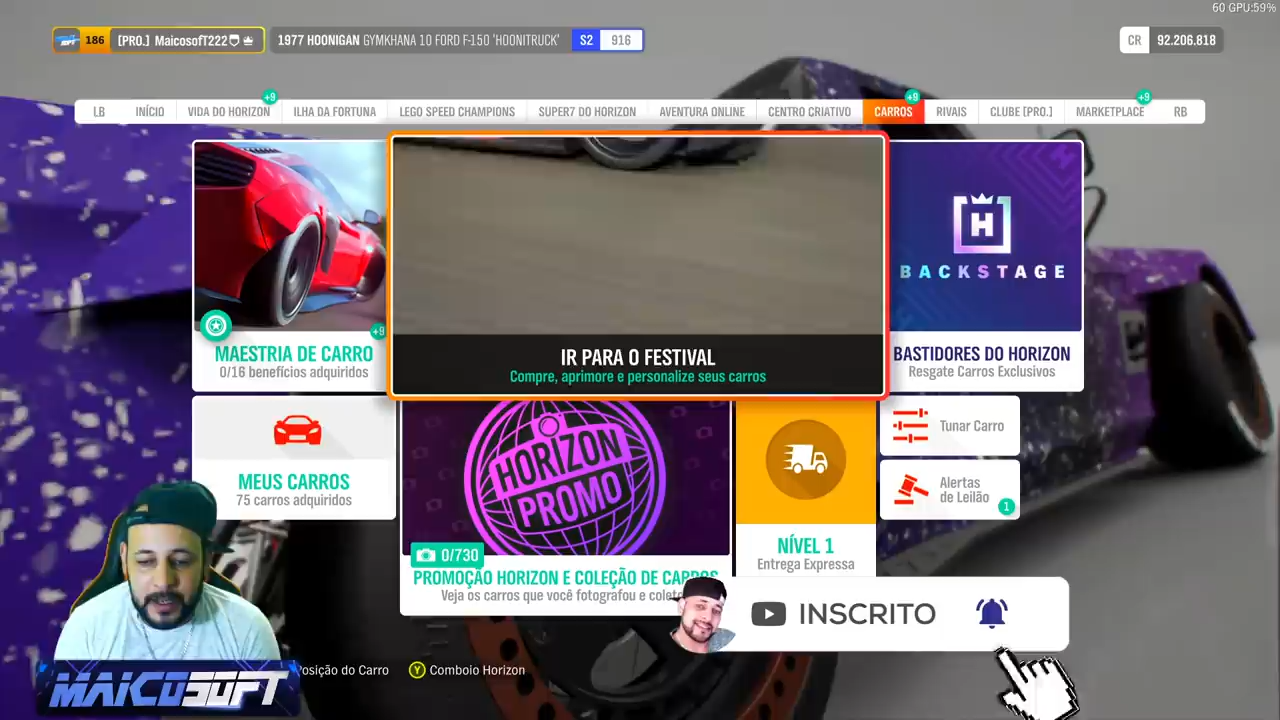 60 GPU:59%
186 [PRO.] MaicosofT222
1977 HOONIGAN GYMKHANA 10 FORD F-150 'HOONITRUCK' S2 916
CR 92.206.818
+9 +9 +9
LB INÍCIO VIDA DO HORIZON ILHA DA FORTUNA LEGO SPEED CHAMPIONS SUPER7 DO HORIZON AVENTURA ONLINE CENTRO CRIATIVO CARROS RIVAIS CLUBE [PRO.] MARKETPLACE RB
+9
MAESTRIA DE CARRO
0/16 benefícios adquiridos
IR PARA O FESTIVAL
Compre, aprimore e personalize seus carros
H
BACKSTAGE
BASTIDORES DO HORIZON
Resgate Carros Exclusivos
MEUS CARROS
75 carros adquiridos
HORIZON
PROMO
0/730
PROMOÇÃO HORIZON E COLEÇÃO DE CARROS
Veja os carros que você fotografou e colet
NÍVEL 1
Entrega Expressa
Tunar Carro
Alertas
de Leilão
1
INSCRITO
osição do Carro
Y Comboio Horizon
MAICOSOFT